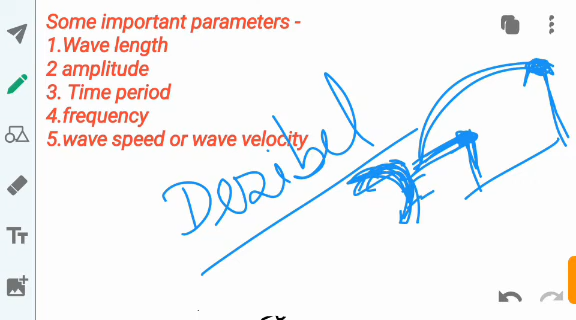 Some important parameters -
1.Wave length
2 amplitude
3. Time period
4.frequency
5.wave speed or wave velocity
Desibel